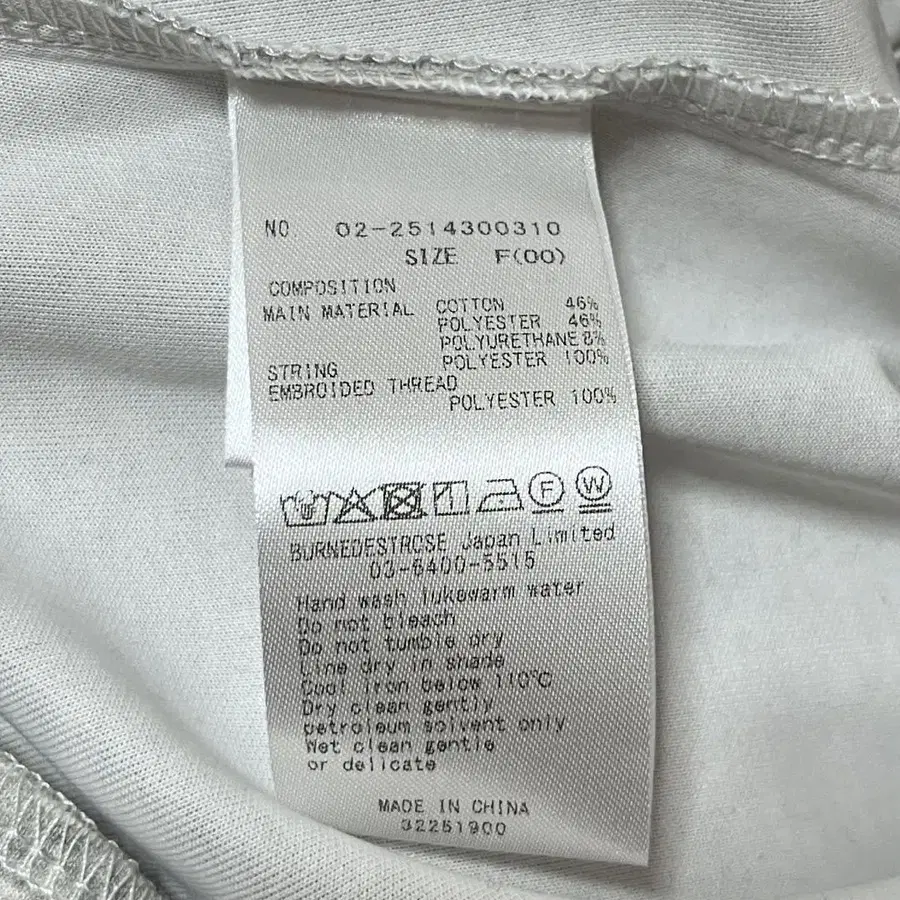 NO 02-2514300310
SIZE F(00)
COMPOSITION
MAIN MATERIAL COTTON 46%
POLYESTER 46%
POLYURETHANE 8%
STRING POLYESTER 100%
EMBROIDED THREAD
POLYESTER 100%
F W
BURNEDESTROSE Japan Limited
03-6400-5515
Hand wash lukewarm water
Do not bleach
Do not tumble dry
Line dry in shade
Cool iron below 110℃
Dry clean gently
petroleum solvent only
Wet clean gentle
or delicate
MADE IN CHINA
32251900